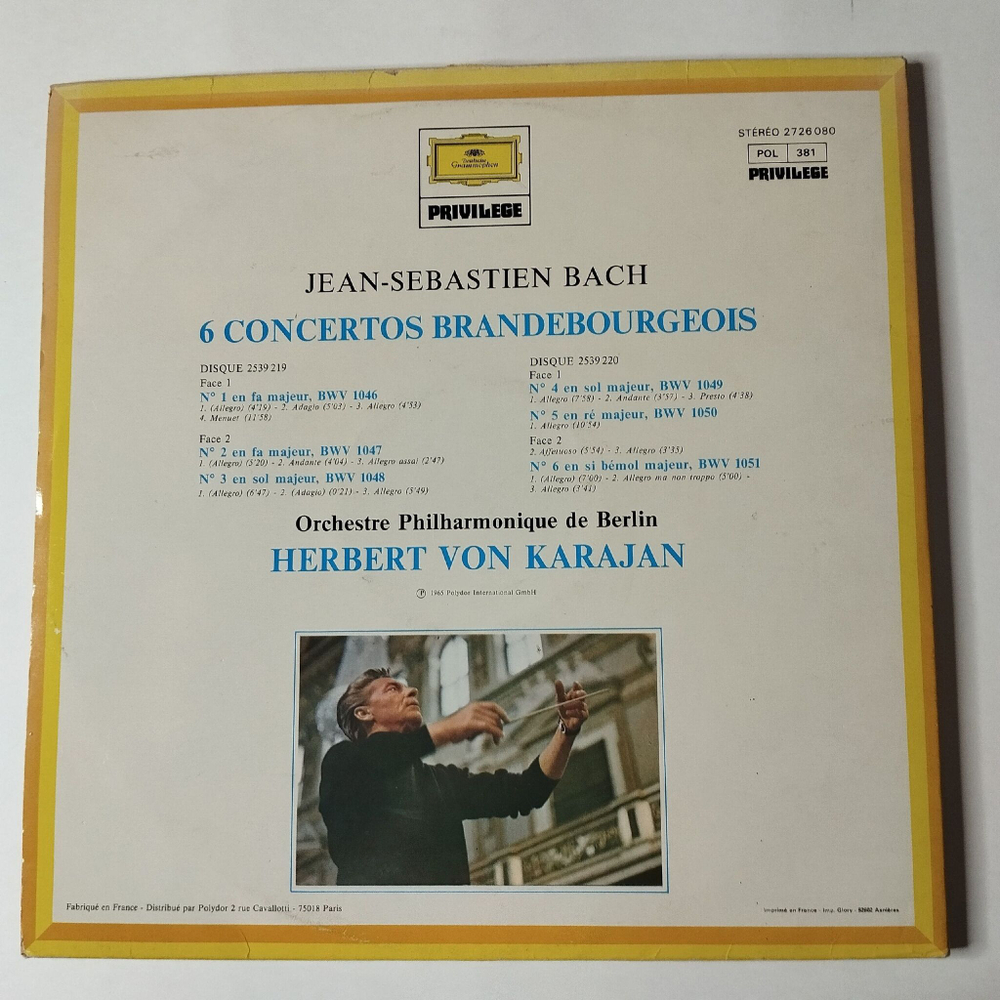 Deutsche
Grammophon
PRIVILEGE
STÉRÉO 2726 080
POL 381
PRIVILEGE
JEAN-SEBASTIEN BACH
6 CONCERTOS BRANDEBOURGEOIS
DISQUE 2539 219
Face 1
N° 1 en fa majeur, BWV 1046
1. (Allegro) (4'19) - 2. Adagio (5'03) - 3. Allegro (4'53)
4. Menuet (11'58)
Face 2
N° 2 en fa majeur, BWV 1047
1. (Allegro) (5'20) - 2. Andante (4'04) - 3. Allegro assai (2'47)
N° 3 en sol majeur, BWV 1048
1. (Allegro) (6'47) - 2. (Adagio) (0'21) - 3. Allegro (5'49)
DISQUE 2539 220
Face 1
N° 4 en sol majeur, BWV 1049
1. Allegro (7'58) - 2. Andante (3'57) - 3. Presto (4'38)
N° 5 en ré majeur, BWV 1050
1. Allegro (10'54)
Face 2
2. Affetuoso (5'54) - 3. Allegro (3'35)
N° 6 en si bémol majeur, BWV 1051
1. (Allegro) (7'00) - 2. Allegro ma non troppo (5'00) -
3. Allegro (3'41)
Orchestre Philharmonique de Berlin
HERBERT VON KARAJAN
Ⓟ 1965 Polydor International GmbH
Fabriqué en France - Distribué par Polydor 2 rue Cavallotti - 75018 Paris
Imprimé en France - Imp. Glory - 92602 Asnières